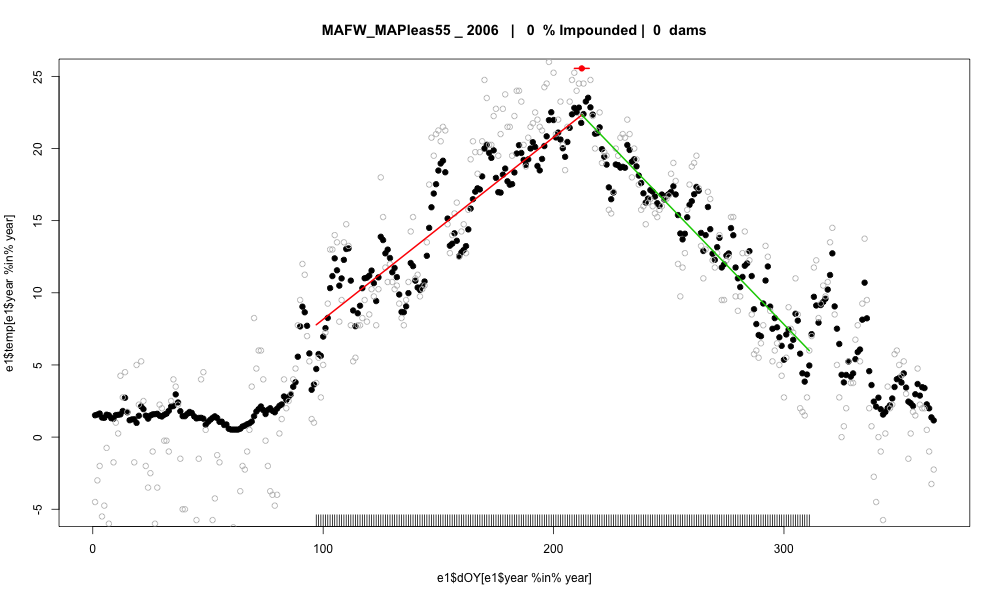 MAFW_MAPleas55 _ 2006 | 0 % Impounded | 0 dams
25
20
15
10
5
0
-5
e1$temp[e1$year %in% year]
0 100 200 300
e1$dOY[e1$year %in% year]